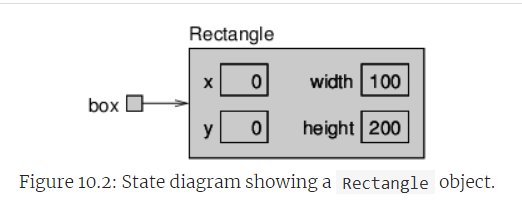 Rectangle
x 0 width 100
box
y 0 height 200
Figure 10.2: State diagram showing a Rectangle object.